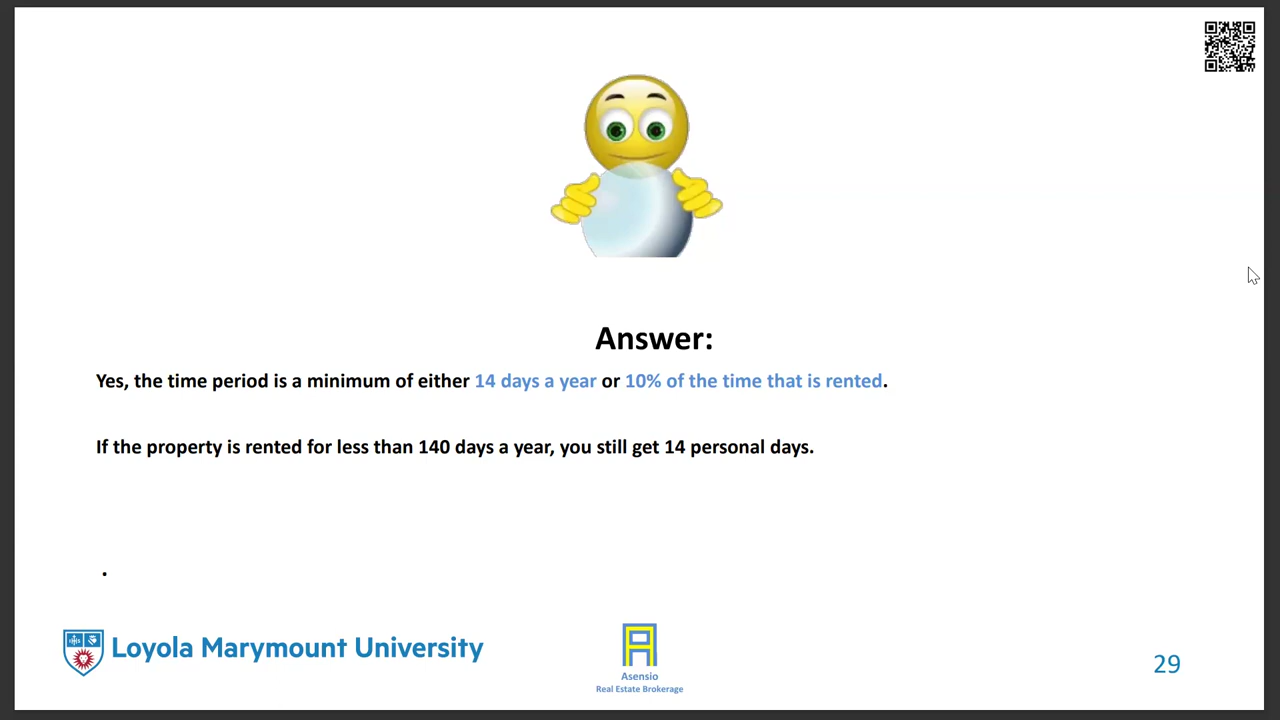 Answer:
Yes, the time period is a minimum of either 14 days a year or 10% of the time that is rented.
If the property is rented for less than 140 days a year, you still get 14 personal days.
.
Loyola Marymount University
Asensio
Real Estate Brokerage
29